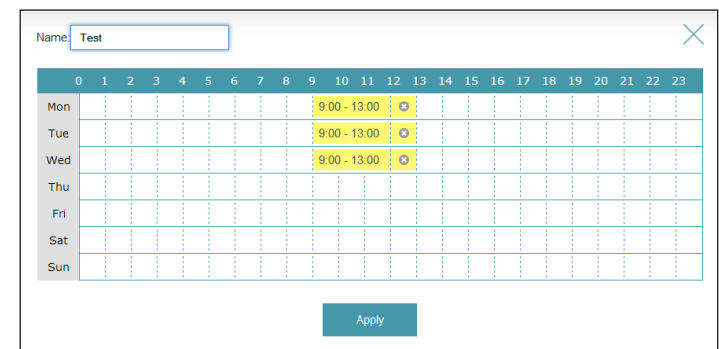 Name: Test
0 1 2 3 4 5 6 7 8 9 10 11 12 13 14 15 16 17 18 19 20 21 22 23
Mon 9:00 - 13:00
Tue 9:00 - 13:00
Wed 9:00 - 13:00
Thu
Fri
Sat
Sun
Apply